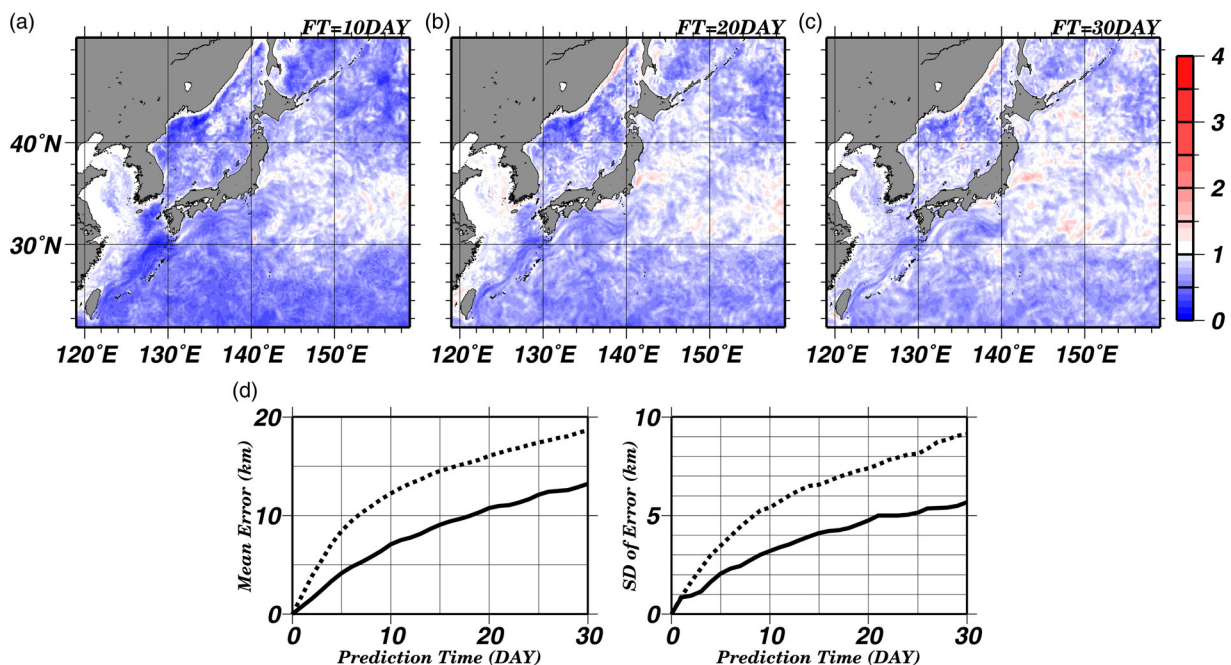 (a) FT=10DAY (b) FT=20DAY (c) FT=30DAY
4
3
2
1
0
40°N
30°N
120°E 130°E 140°E 150°E 120°E 130°E 140°E 150°E 120°E 130°E 140°E 150°E
(d)
20
10
0
Mean Error (km)
0 10 20 30
Prediction Time (DAY)
10
5
0
SD of Error (km)
0 10 20 30
Prediction Time (DAY)